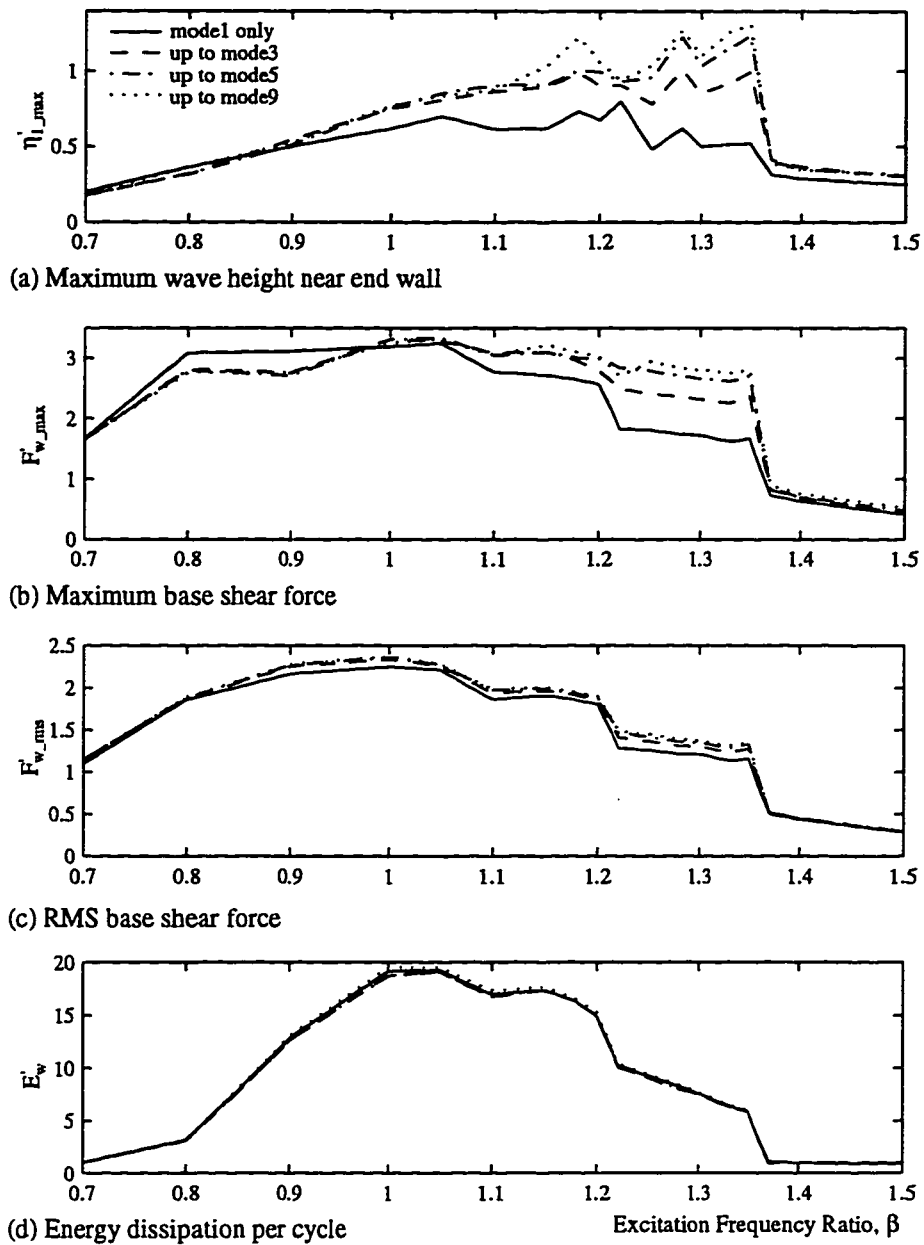 mode1 only
up to mode3
up to mode5
up to mode9
η'1_max
1
0.5
0
0.7 0.8 0.9 1 1.1 1.2 1.3 1.4 1.5
(a) Maximum wave height near end wall
F'w_max
3
2
1
0
0.7 0.8 0.9 1 1.1 1.2 1.3 1.4 1.5
(b) Maximum base shear force
F'w_rms
2.5
2
1.5
1
0.5
0
0.7 0.8 0.9 1 1.1 1.2 1.3 1.4 1.5
(c) RMS base shear force
E'w
20
15
10
5
0
0.7 0.8 0.9 1 1.1 1.2 1.3 1.4 1.5
(d) Energy dissipation per cycle
Excitation Frequency Ratio, β